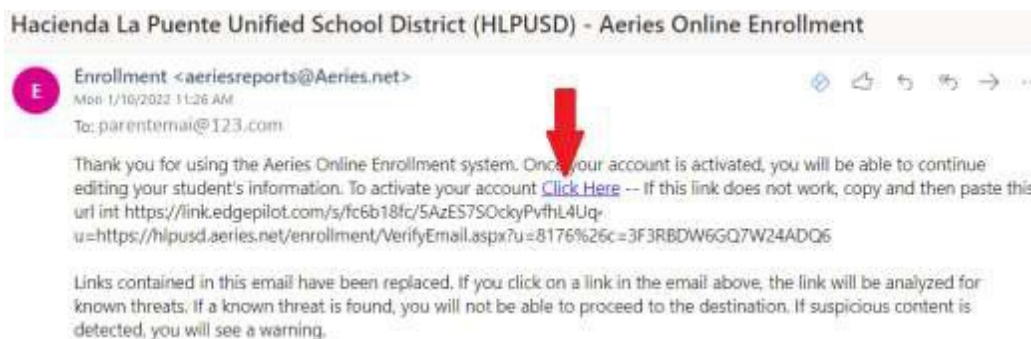 Hacienda La Puente Unified School District (HLPUSD) - Aeries Online Enrollment
E
Enrollment <aeriesreports@Aeries.net>
Mon 1/10/2022 11:26 AM
To: parentemai@123.com
Thank you for using the Aeries Online Enrollment system. Once your account is activated, you will be able to continue
editing your student's information. To activate your account Click Here -- If this link does not work, copy and then paste this
url int https://link.edgepilot.com/s/fc6b18fc/5AzES7SOckyPvfhL4Uq-
u=https://hlpusd.aeries.net/enrollment/VerifyEmail.aspx?u=8176%26c=3F3RBDW6GQ7W24ADQ6
Links contained in this email have been replaced. If you click on a link in the email above, the link will be analyzed for
known threats. If a known threat is found, you will not be able to proceed to the destination. If suspicious content is
detected, you will see a warning.